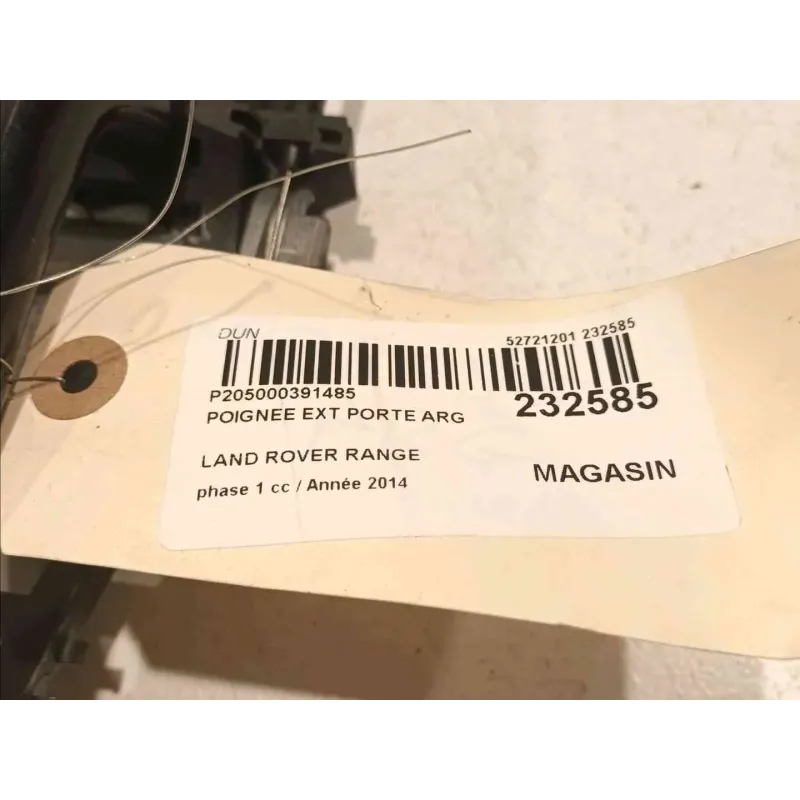 DUN
52721201 232585
P205000391485
232585
POIGNEE EXT PORTE ARG
LAND ROVER RANGE
MAGASIN
phase 1 cc / Année 2014